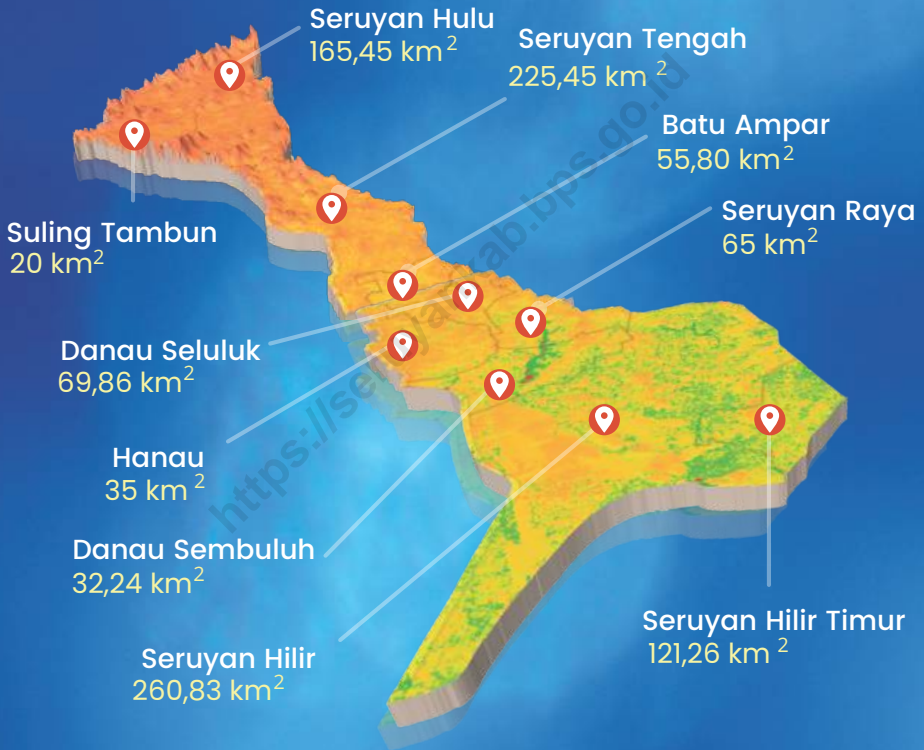 Seruyan Hulu
165,45 km²
Seruyan Tengah
225,45 km²
Batu Ampar
55,80 km²
Seruyan Raya
65 km²
Suling Tambun
20 km²
Danau Seluluk
69,86 km²
Hanau
35 km²
Danau Sembuluh
32,24 km²
Seruyan Hilir
260,83 km²
Seruyan Hilir Timur
121,26 km²
https://seruyankab.bps.go.id